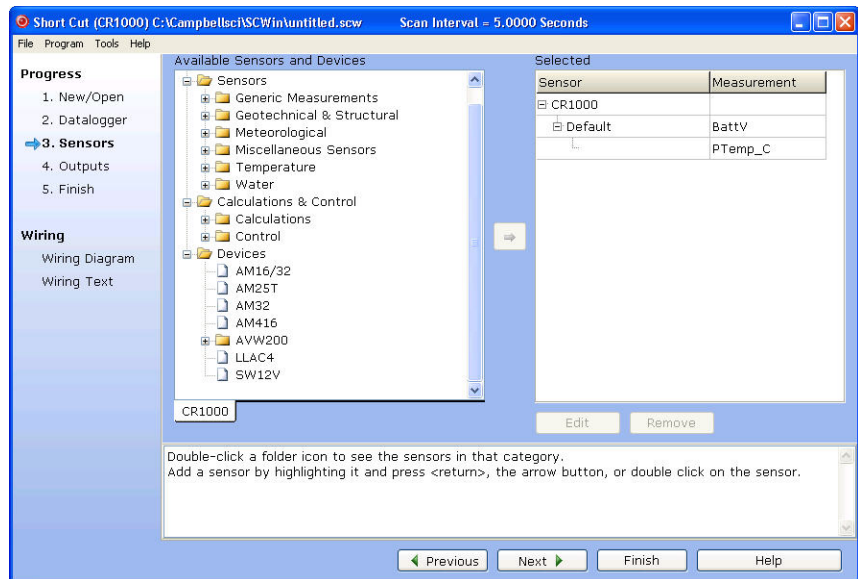 Short Cut (CR1000) C:\Campbellsci\SCWin\untitled.scw Scan Interval = 5.0000 Seconds
File Program Tools Help
Progress
1. New/Open
2. Datalogger
3. Sensors
4. Outputs
5. Finish
Wiring
Wiring Diagram
Wiring Text
Available Sensors and Devices
Sensors
Generic Measurements
Geotechnical & Structural
Meteorological
Miscellaneous Sensors
Temperature
Water
Calculations & Control
Calculations
Control
Devices
AM16/32
AM25T
AM32
AM416
AVW200
LLAC4
SW12V
CR1000
Selected
Sensor Measurement
CR1000
Default BattV
PTemp_C
Edit Remove
Double-click a folder icon to see the sensors in that category.
Add a sensor by highlighting it and press <return>, the arrow button, or double click on the sensor.
Previous Next Finish Help